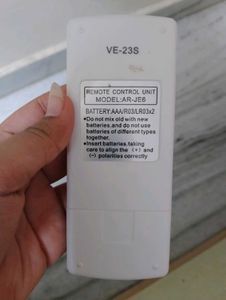 VE-23S
REMOTE CONTROL UNIT
MODEL:AR-JE6
BATTERY:AAA/R03/LR03x2
●Do not mix old with new
batteries,and do not use
batteries of different types
together.
●Insert batteries,taking
care to align the (+) and
(-) polarities correctly